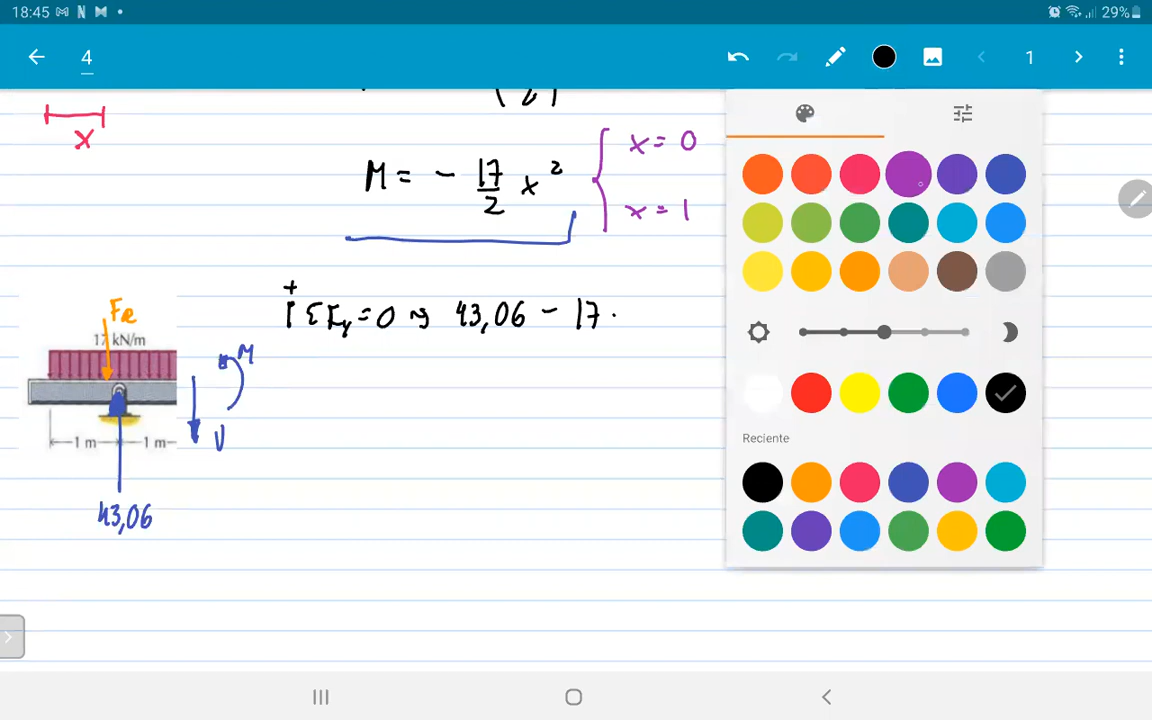 18:45
29%
4
1
x
M = - 17/2 x² { x = 0
x = 1
+↑ΣFy = 0 ⇝ 43,06 - 17 ·
FR
17 kN/m
M
V
1 m
1 m
43,06
Reciente